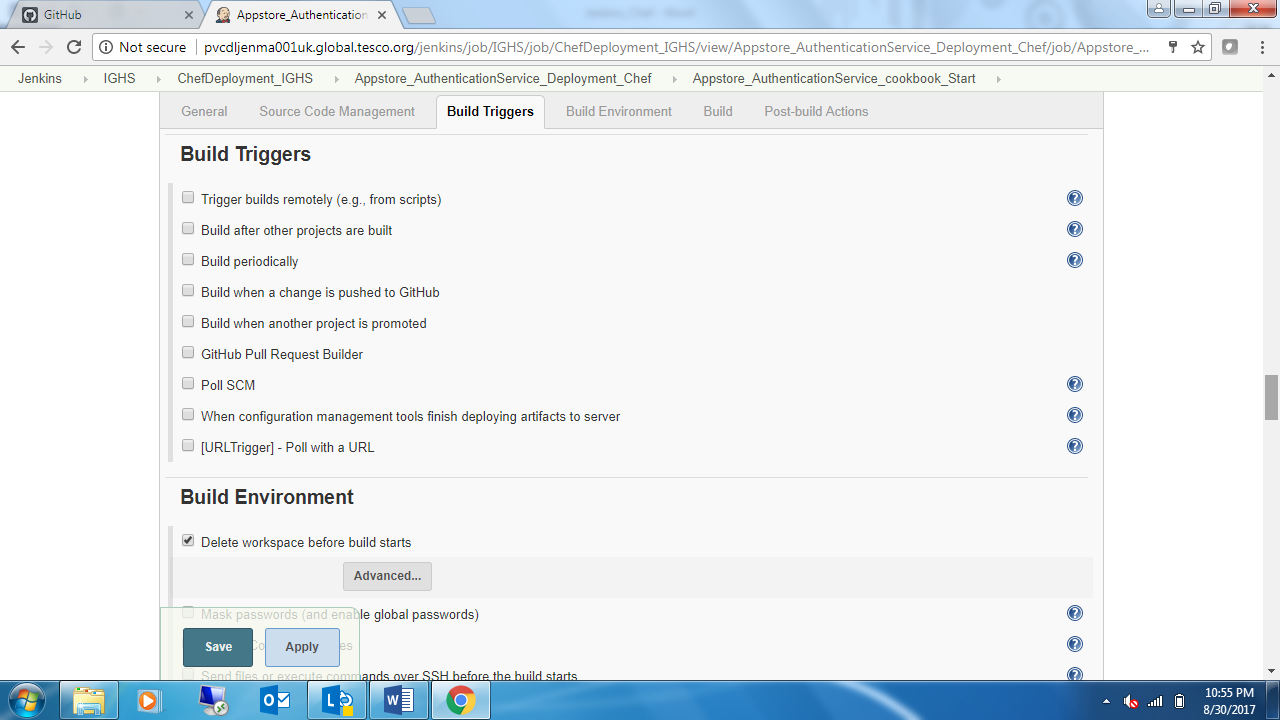 GitHub
Appstore_Authentication
Not secure
pvcdljenma001uk.global.tesco.org/jenkins/job/IGHS/job/ChefDeployment_IGHS/view/Appstore_AuthenticationService_Deployment_Chef/job/Appstore_...
Jenkins IGHS ChefDeployment_IGHS Appstore_AuthenticationService_Deployment_Chef Appstore_AuthenticationService_cookbook_Start
General Source Code Management Build Triggers Build Environment Build Post-build Actions
Build Triggers
Trigger builds remotely (e.g., from scripts)
Build after other projects are built
Build periodically
Build when a change is pushed to GitHub
Build when another project is promoted
GitHub Pull Request Builder
Poll SCM
When configuration management tools finish deploying artifacts to server
[URLTrigger] - Poll with a URL
Build Environment
Delete workspace before build starts
Advanced...
Mask passwords (and enable global passwords)
Save Apply
Send files or execute commands over SSH before the build starts
10:55 PM
8/30/2017